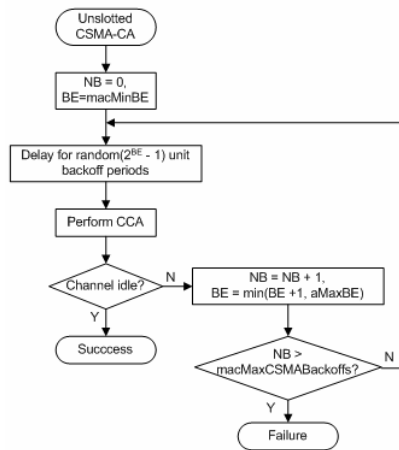 Unslotted
CSMA-CA
NB = 0,
BE=macMinBE
Delay for random(2^BE - 1) unit
backoff periods
Perform CCA
Channel idle?
N
NB = NB + 1,
BE = min(BE +1, aMaxBE)
Y
Succcess
NB >
macMaxCSMABackoffs?
N
Y
Failure